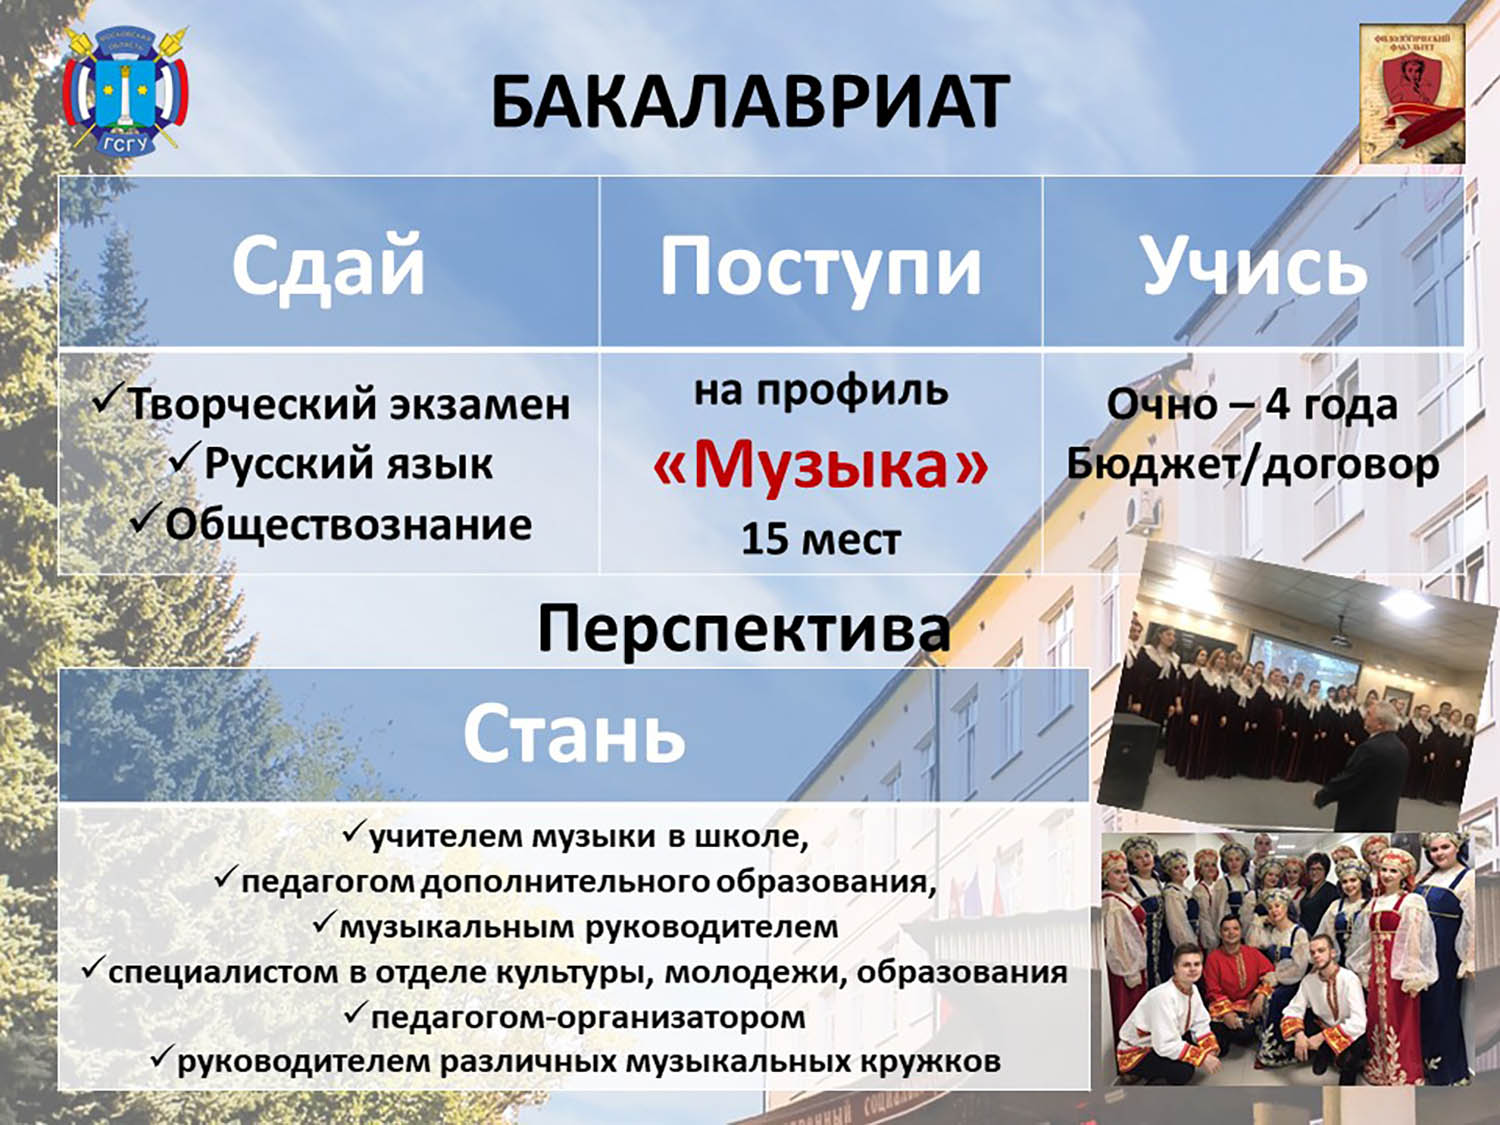 МОСКОВСКАЯ
ОБЛАСТЬ
ГСГУ
БАКАЛАВРИАТ
ФИЛОЛОГИЧЕСКИЙ
ФАКУЛЬТЕТ
Сдай
Поступи
Учись
✓Творческий экзамен
✓Русский язык
✓Обществознание
на профиль
«Музыка»
15 мест
Очно – 4 года
Бюджет/договор
Перспектива
Стань
✓учителем музыки в школе,
✓педагогом дополнительного образования,
✓музыкальным руководителем
✓специалистом в отделе культуры, молодежи, образования
✓педагогом-организатором
✓руководителем различных музыкальных кружков